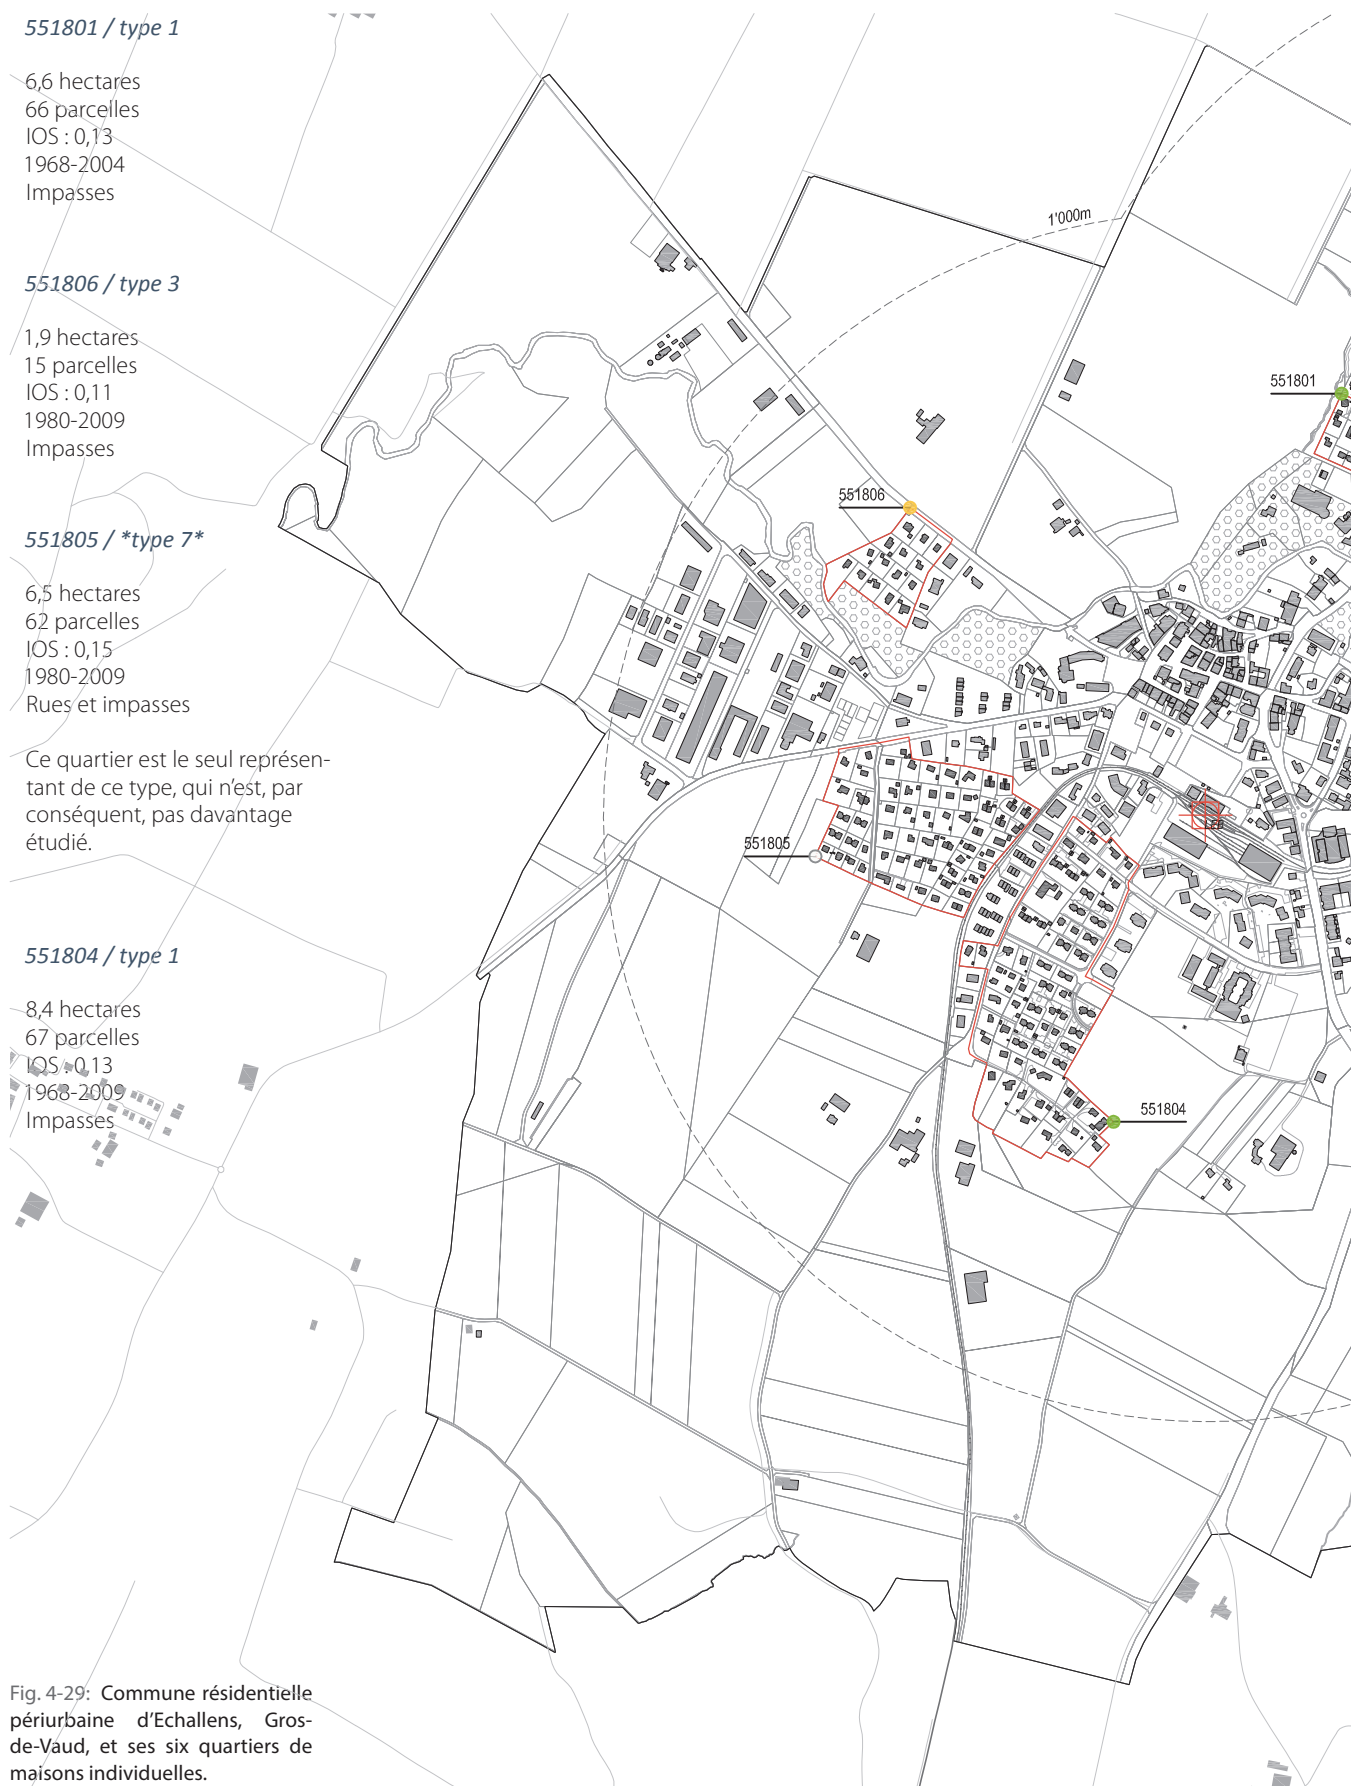 551801 / type 1
6,6 hectares
66 parcelles
IOS : 0,13
1968-2004
Impasses
551806 / type 3
1,9 hectares
15 parcelles
IOS : 0,11
1980-2009
Impasses
551805 / *type 7*
6,5 hectares
62 parcelles
IOS : 0,15
1980-2009
Rues et impasses
Ce quartier est le seul représen-
tant de ce type, qui n'est, par
conséquent, pas davantage
étudié.
551804 / type 1
8,4 hectares
67 parcelles
IOS : 0,13
1968-2009
Impasses
1'000m
551801
551806
551805
551804
Fig. 4-29: Commune résidentielle
périurbaine d'Echallens, Gros-
de-Vaud, et ses six quartiers de
maisons individuelles.